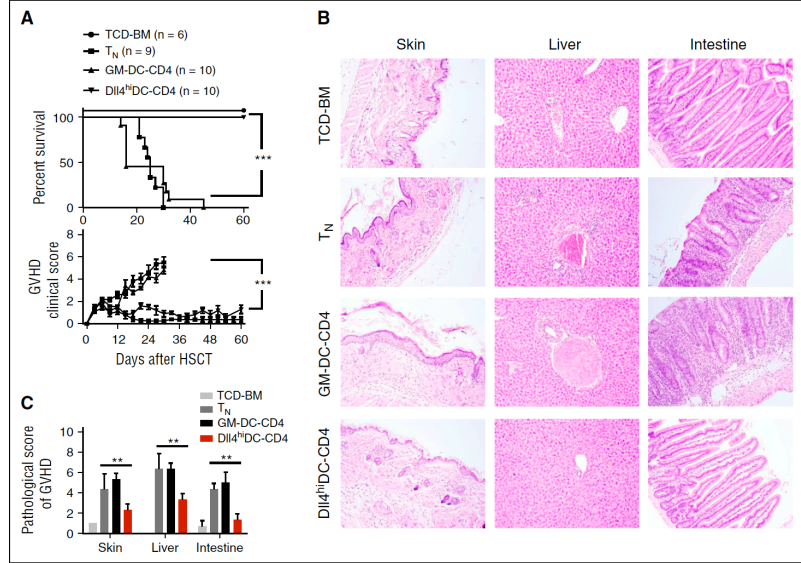 A
TCD-BM (n = 6)
TN (n = 9)
GM-DC-CD4 (n = 10)
Dll4hiDC-CD4 (n = 10)
Percent survival
100
50
0
0 20 40 60
***
GVHD
clinical score
8
6
4
2
0
0 12 24 36 48 60
***
Days after HSCT
B
Skin Liver Intestine
TCD-BM
TN
GM-DC-CD4
Dll4hiDC-CD4
C
TCD-BM
TN
GM-DC-CD4
Dll4hiDC-CD4
Pathological score
of GVHD
10
8
6
4
2
0
** ** **
Skin Liver Intestine